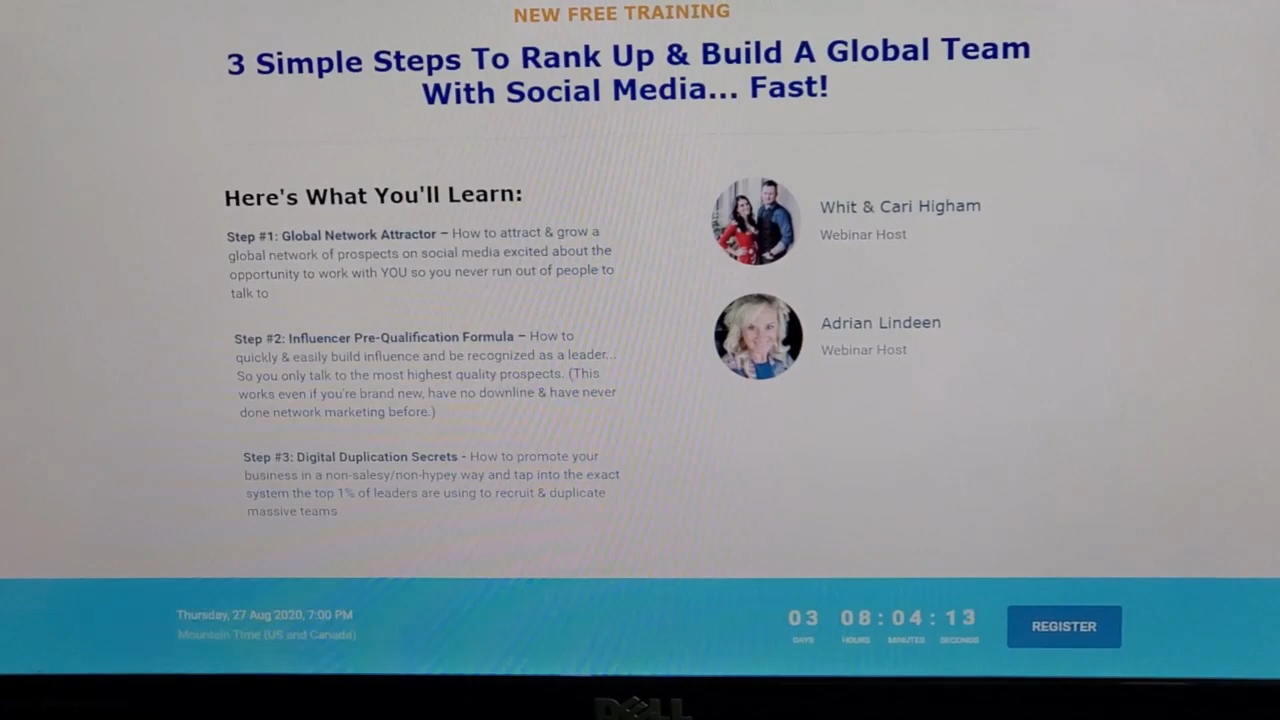 NEW FREE TRAINING
3 Simple Steps To Rank Up & Build A Global Team
With Social Media... Fast!
Here's What You'll Learn:
Step #1: Global Network Attractor – How to attract & grow a
global network of prospects on social media excited about the
opportunity to work with YOU so you never run out of people to
talk to
Step #2: Influencer Pre-Qualification Formula – How to
quickly & easily build influence and be recognized as a leader...
So you only talk to the most highest quality prospects. (This
works even if you're brand new, have no downline & have never
done network marketing before.)
Step #3: Digital Duplication Secrets - How to promote your
business in a non-salesy/non-hypey way and tap into the exact
system the top 1% of leaders are using to recruit & duplicate
massive teams
Whit & Cari Higham
Webinar Host
Adrian Lindeen
Webinar Host
Thursday, 27 Aug 2020, 7:00 PM
Mountain Time (US and Canada)
03 08 : 04 : 13
DAYS HOURS MINUTES SECONDS
REGISTER
DELL